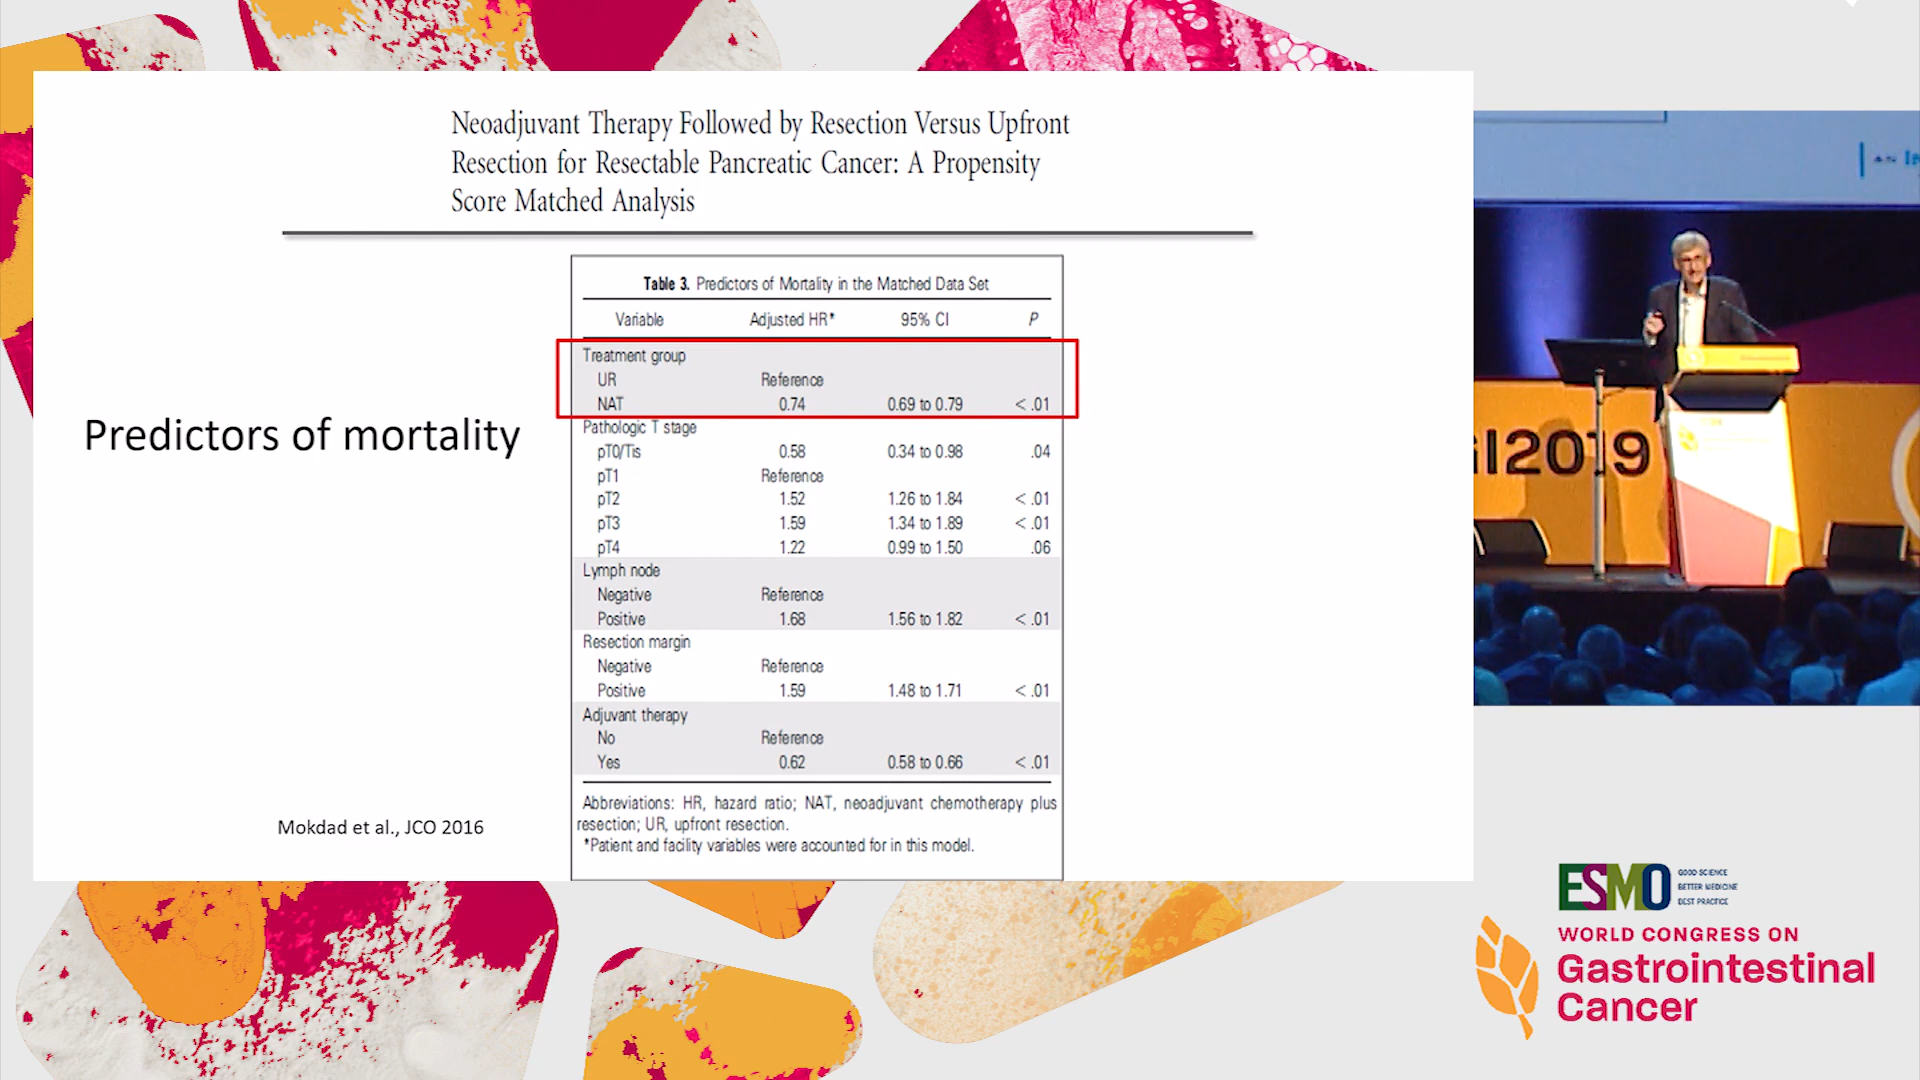 Neoadjuvant Therapy Followed by Resection Versus Upfront
Resection for Resectable Pancreatic Cancer: A Propensity
Score Matched Analysis
Predictors of mortality
Table 3. Predictors of Mortality in the Matched Data Set
Variable Adjusted HR* 95% CI P
Treatment group
UR Reference
NAT 0.74 0.69 to 0.79 < .01
Pathologic T stage
pT0/Tis 0.58 0.34 to 0.98 .04
pT1 Reference
pT2 1.52 1.26 to 1.84 < .01
pT3 1.59 1.34 to 1.89 < .01
pT4 1.22 0.99 to 1.50 .06
Lymph node
Negative Reference
Positive 1.68 1.56 to 1.82 < .01
Resection margin
Negative Reference
Positive 1.59 1.48 to 1.71 < .01
Adjuvant therapy
No Reference
Yes 0.62 0.58 to 0.66 < .01
Abbreviations: HR, hazard ratio; NAT, neoadjuvant chemotherapy plus
resection; UR, upfront resection.
*Patient and facility variables were accounted for in this model.
Mokdad et al., JCO 2016
AN
GI2019
ESMO
GOOD SCIENCE
BETTER MEDICINE
BEST PRACTICE
WORLD CONGRESS ON
Gastrointestinal
Cancer